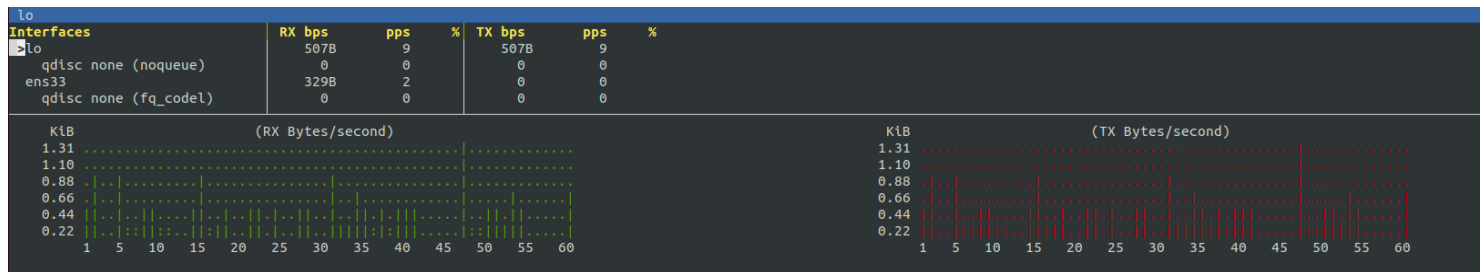 lo
Interfaces RX bps pps % TX bps pps %
>lo 507B 9 507B 9
qdisc none (noqueue) 0 0 0 0
ens33 329B 2 0 0
qdisc none (fq_codel) 0 0 0 0
KiB (RX Bytes/second)
1.31
1.10
0.88
0.66
0.44
0.22
1 5 10 15 20 25 30 35 40 45 50 55 60
KiB (TX Bytes/second)
1.31
1.10
0.88
0.66
0.44
0.22
1 5 10 15 20 25 30 35 40 45 50 55 60